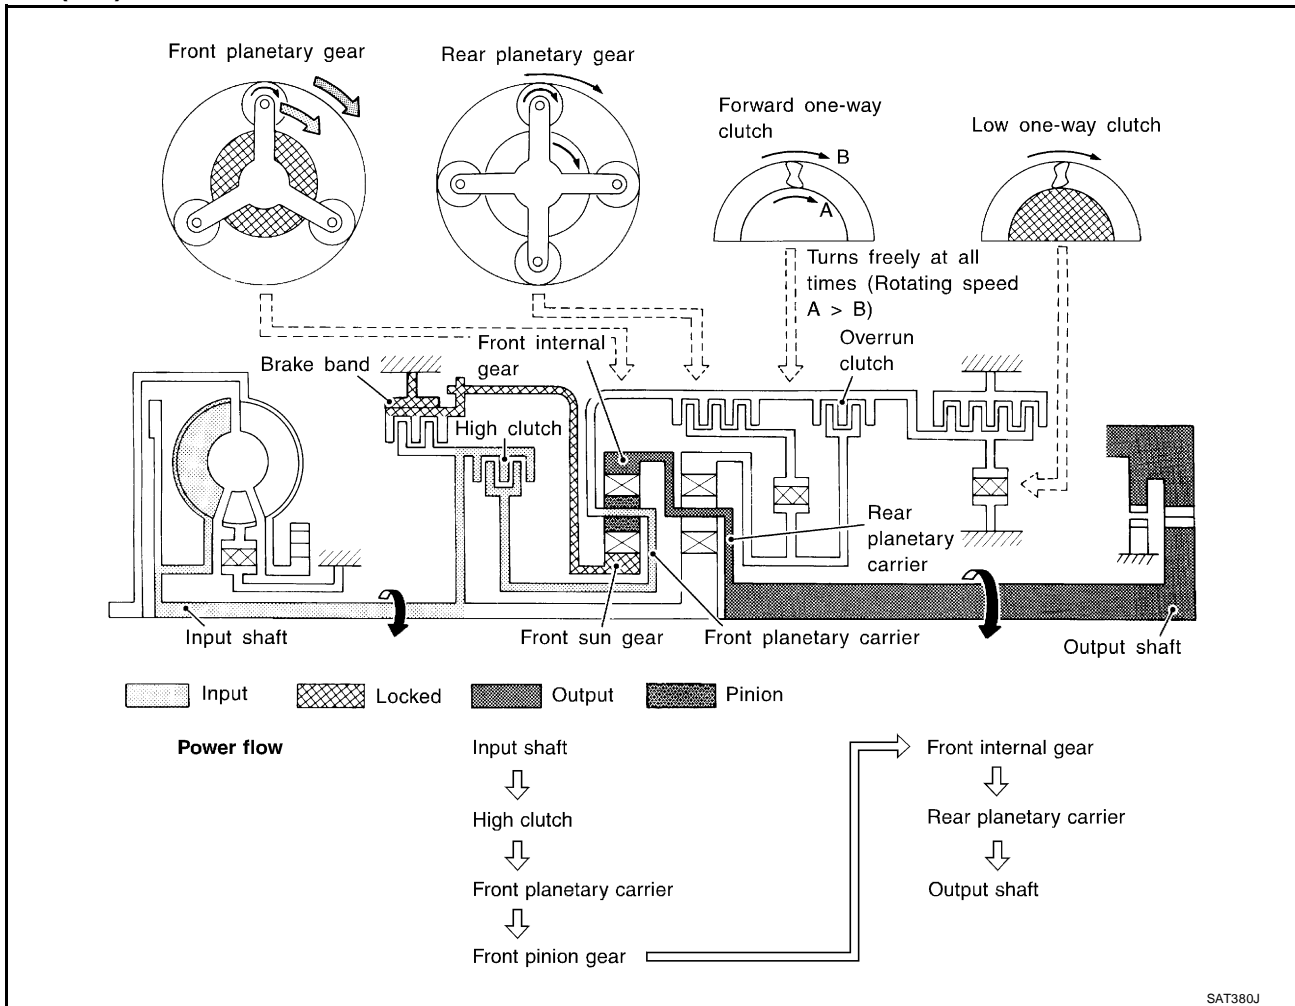 Front planetary gear
Rear planetary gear
Forward one-way
clutch
Low one-way clutch
B
A
Turns freely at all
times (Rotating speed
A > B)
Front internal
gear
Overrun
clutch
Brake band
High clutch
Rear
planetary
carrier
Input shaft
Front sun gear
Front planetary carrier
Output shaft
Input
Locked
Output
Pinion
Power flow
Input shaft
High clutch
Front planetary carrier
Front pinion gear
Front internal gear
Rear planetary carrier
Output shaft
SAT380J